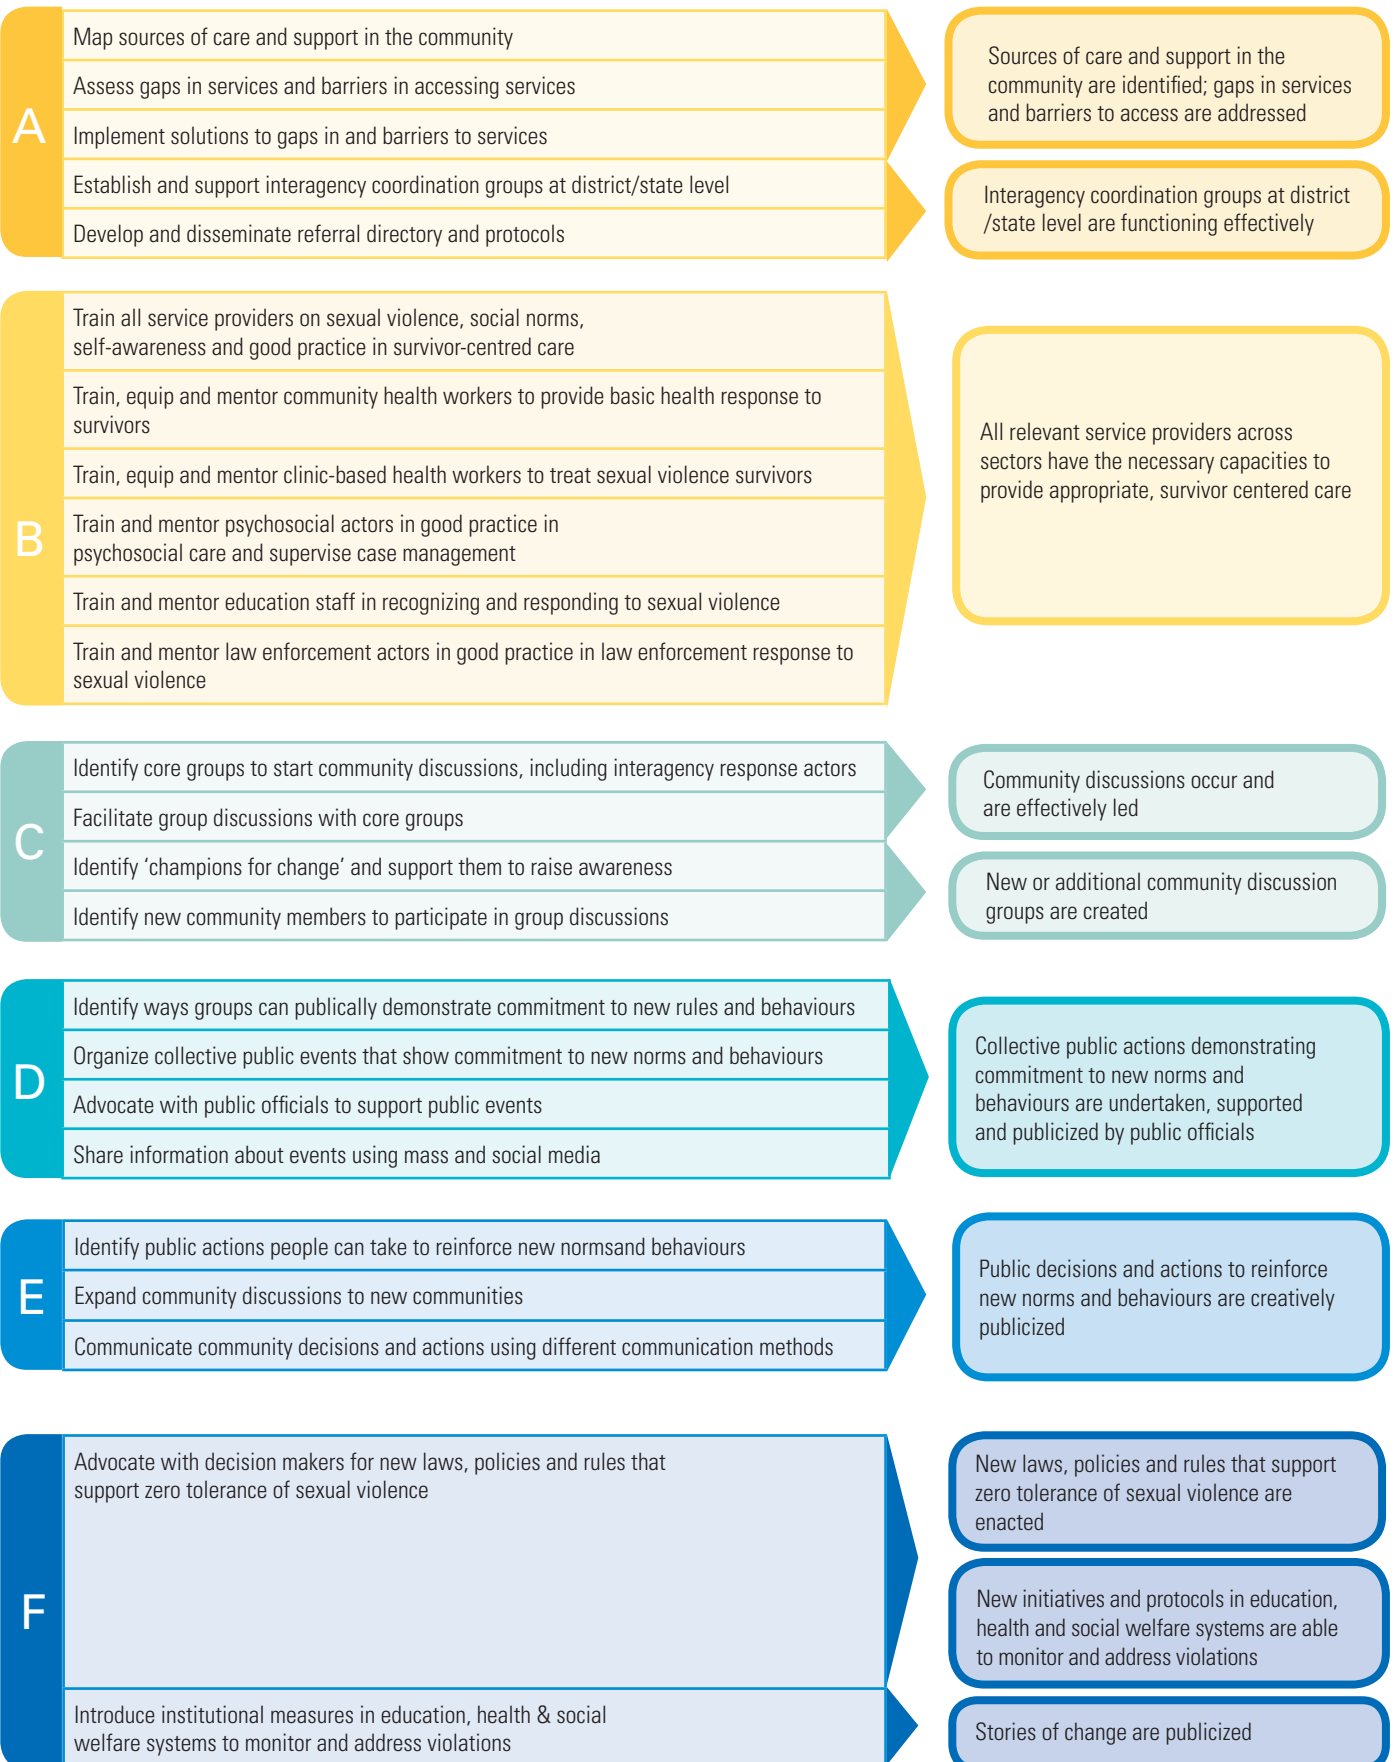 A
Map sources of care and support in the community
Assess gaps in services and barriers in accessing services
Implement solutions to gaps in and barriers to services
Establish and support interagency coordination groups at district/state level
Develop and disseminate referral directory and protocols
Sources of care and support in the
community are identified; gaps in services
and barriers to access are addressed
Interagency coordination groups at district
/state level are functioning effectively
B
Train all service providers on sexual violence, social norms,
self-awareness and good practice in survivor-centred care
Train, equip and mentor community health workers to provide basic health response to
survivors
Train, equip and mentor clinic-based health workers to treat sexual violence survivors
Train and mentor psychosocial actors in good practice in
psychosocial care and supervise case management
Train and mentor education staff in recognizing and responding to sexual violence
Train and mentor law enforcement actors in good practice in law enforcement response to
sexual violence
All relevant service providers across
sectors have the necessary capacities to
provide appropriate, survivor centered care
C
Identify core groups to start community discussions, including interagency response actors
Facilitate group discussions with core groups
Identify ‘champions for change’ and support them to raise awareness
Identify new community members to participate in group discussions
Community discussions occur and
are effectively led
New or additional community discussion
groups are created
D
Identify ways groups can publically demonstrate commitment to new rules and behaviours
Organize collective public events that show commitment to new norms and behaviours
Advocate with public officials to support public events
Share information about events using mass and social media
Collective public actions demonstrating
commitment to new norms and
behaviours are undertaken, supported
and publicized by public officials
E
Identify public actions people can take to reinforce new normsand behaviours
Expand community discussions to new communities
Communicate community decisions and actions using different communication methods
Public decisions and actions to reinforce
new norms and behaviours are creatively
publicized
F
Advocate with decision makers for new laws, policies and rules that
support zero tolerance of sexual violence
Introduce institutional measures in education, health & social
welfare systems to monitor and address violations
New laws, policies and rules that support
zero tolerance of sexual violence are
enacted
New initiatives and protocols in education,
health and social welfare systems are able
to monitor and address violations
Stories of change are publicized